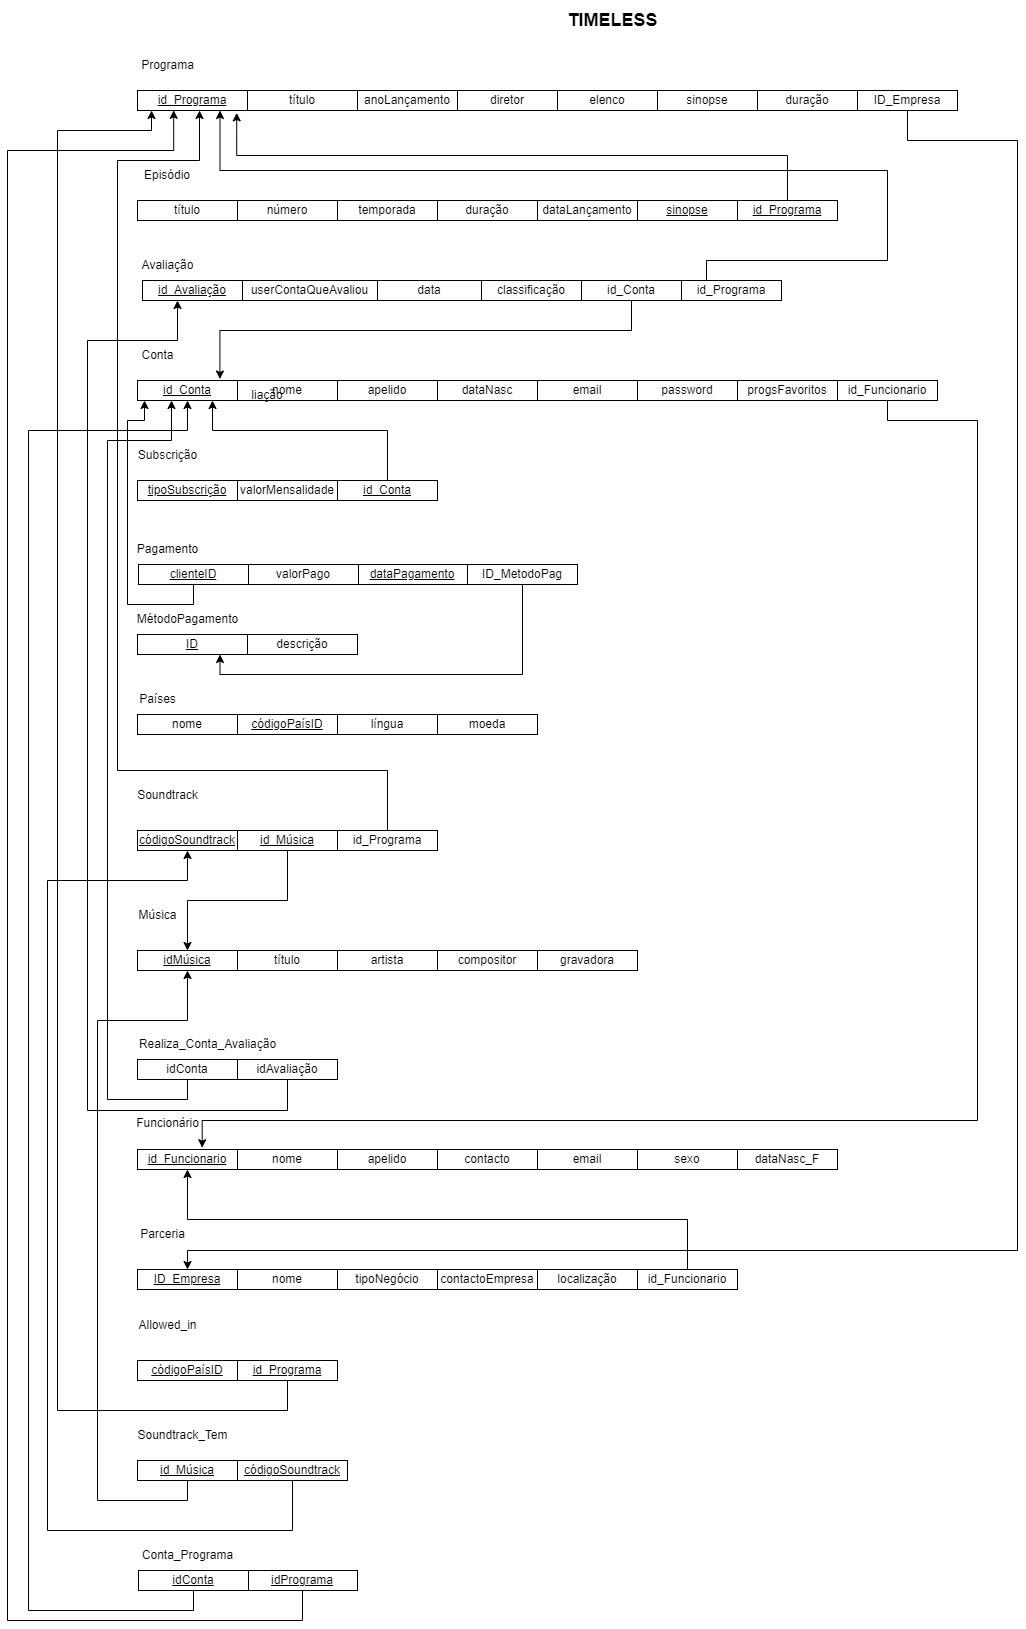 TIMELESS
Programa
id_Programa título anoLançamento diretor elenco sinopse duração ID_Empresa
Episódio
título número temporada duração dataLançamento sinopse id_Programa
Avaliação
id_Avaliação userContaQueAvaliou data classificação id_Conta id_Programa
Conta
id_Conta nome apelido dataNasc email password progsFavoritos id_Funcionario
liação
Subscrição
tipoSubscrição valorMensalidade id_Conta
Pagamento
clienteID valorPago dataPagamento ID_MetodoPag
MétodoPagamento
ID descrição
Países
nome códigoPaísID língua moeda
Soundtrack
códigoSoundtrack id_Música id_Programa
Música
idMúsica título artista compositor gravadora
Realiza_Conta_Avaliação
idConta idAvaliação
Funcionário
id_Funcionario nome apelido contacto email sexo dataNasc_F
Parceria
ID_Empresa nome tipoNegócio contactoEmpresa localização id_Funcionario
Allowed_in
códigoPaísID id_Programa
Soundtrack_Tem
id_Música códigoSoundtrack
Conta_Programa
idConta idPrograma